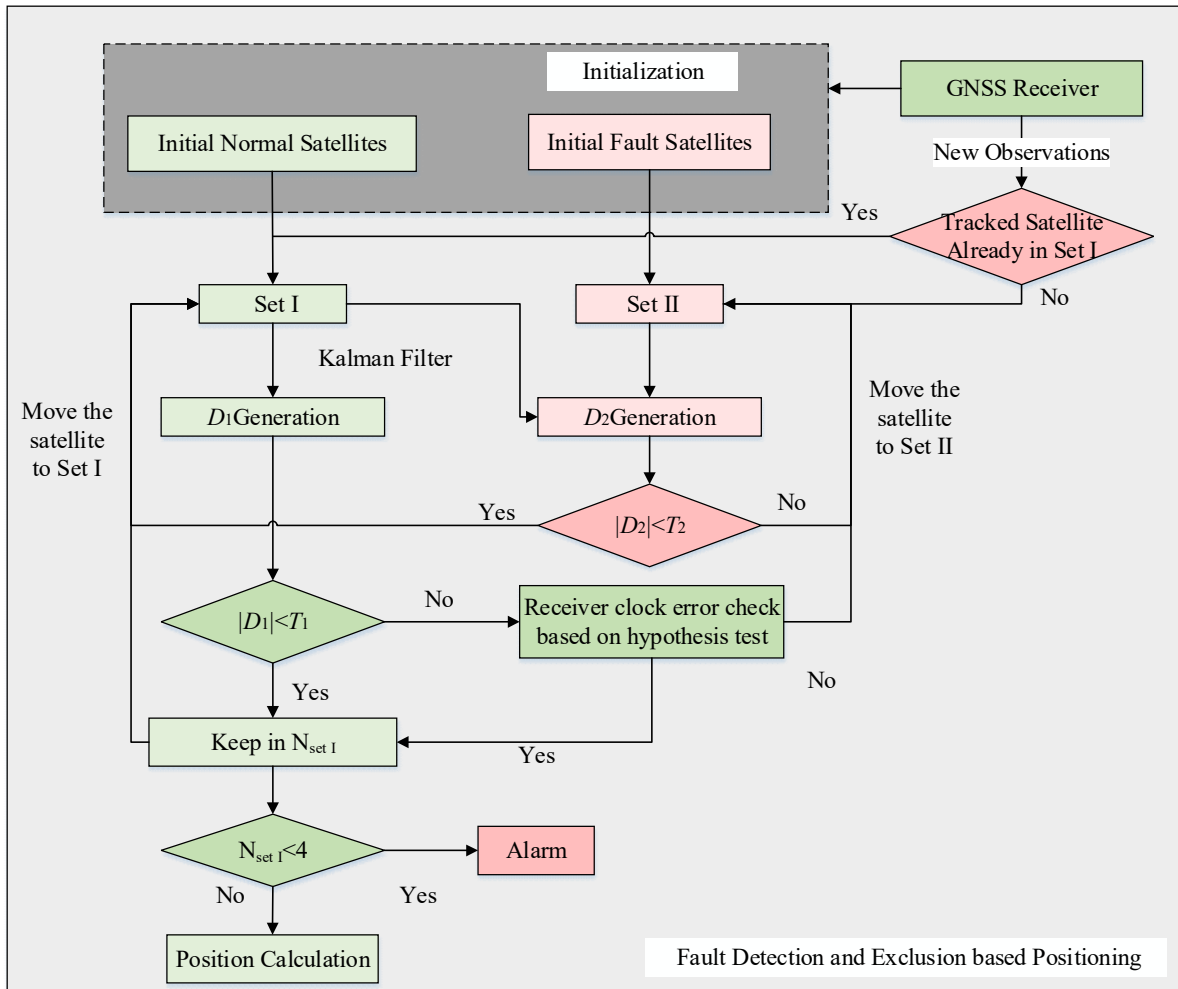 Initialization
GNSS Receiver
Initial Normal Satellites
Initial Fault Satellites
New Observations
Yes
Tracked Satellite
Already in Set I
No
Set I
Set II
Kalman Filter
Move the
satellite
to Set I
D1Generation
D2Generation
Move the
satellite
to Set II
Yes
|D2|<T2
No
|D1|<T1
No
Receiver clock error check
based on hypothesis test
Yes
No
Keep in Nset I
Yes
Nset I<4
Alarm
No
Yes
Position Calculation
Fault Detection and Exclusion based Positioning